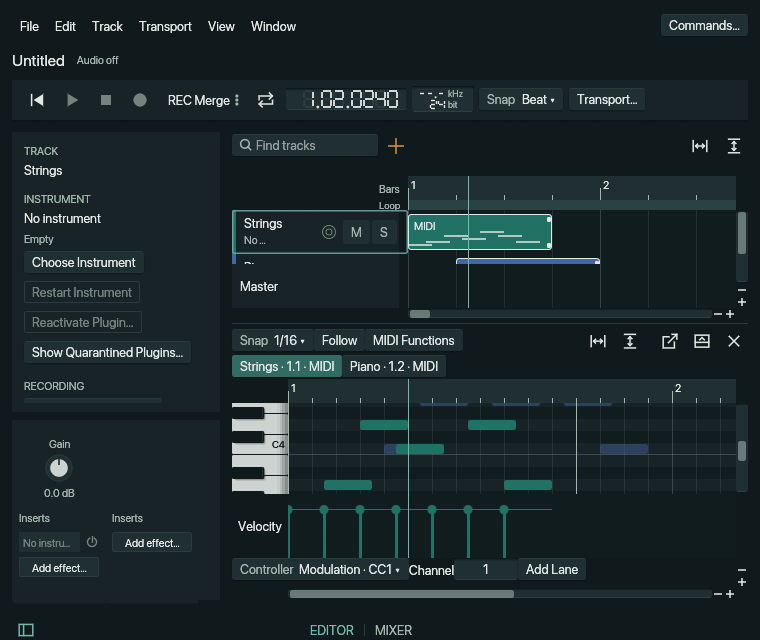 File Edit Track Transport View Window Commands...
Untitled Audio off
REC Merge 1.02.0240 --.- kHz
24 bit
Snap Beat Transport...
TRACK
Strings
INSTRUMENT
No instrument
Empty
Choose Instrument
Restart Instrument
Reactivate Plugin...
Show Quarantined Plugins...
RECORDING
Gain
0.0 dB
Inserts Inserts
No instru... Add effect...
Add effect...
Find tracks
Bars 1 2
Loop
Strings M S
No ...
MIDI
Master
Snap 1/16 Follow MIDI Functions
Strings · 1.1 · MIDI Piano · 1.2 · MIDI
1 2
C4
Velocity
Controller Modulation · CC1 Channel 1 Add Lane
EDITOR MIXER